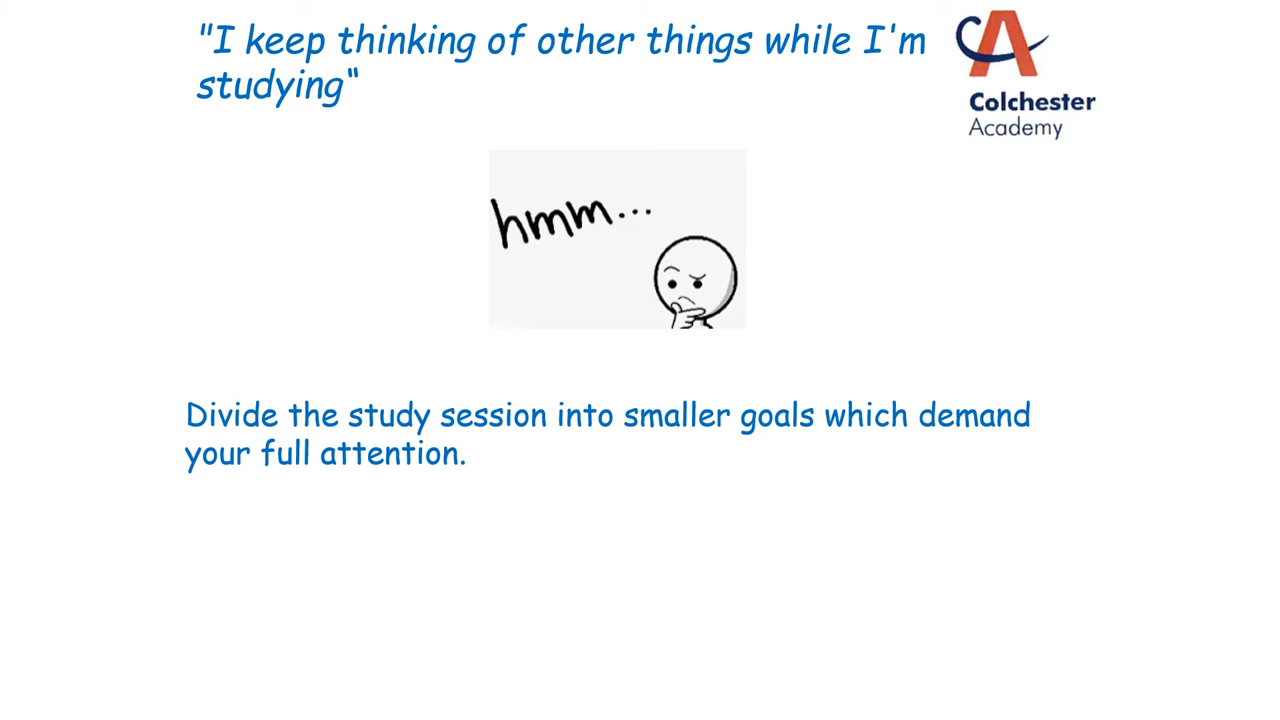 "I keep thinking of other things while I'm
studying"
CA
Colchester
Academy
hmm...
Divide the study session into smaller goals which demand
your full attention.